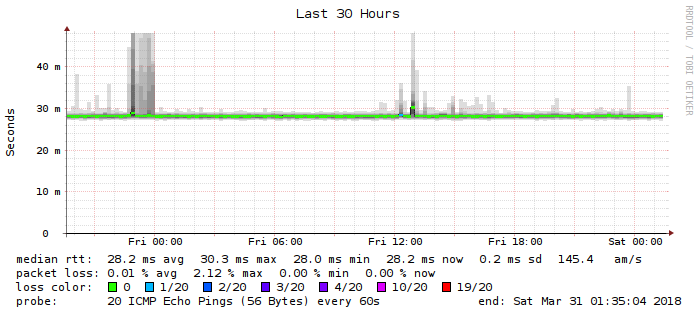 Last 30 Hours
RRDTOOL / TOBI OETIKER
Seconds
40 m
30 m
20 m
10 m
0
Fri 00:00 Fri 06:00 Fri 12:00 Fri 18:00 Sat 00:00
median rtt: 28.2 ms avg 30.3 ms max 28.0 ms min 28.2 ms now 0.2 ms sd 145.4 am/s
packet loss: 0.01 % avg 2.12 % max 0.00 % min 0.00 % now
loss color: 0 1/20 2/20 3/20 4/20 10/20 19/20
probe: 20 ICMP Echo Pings (56 Bytes) every 60s end: Sat Mar 31 01:35:04 2018